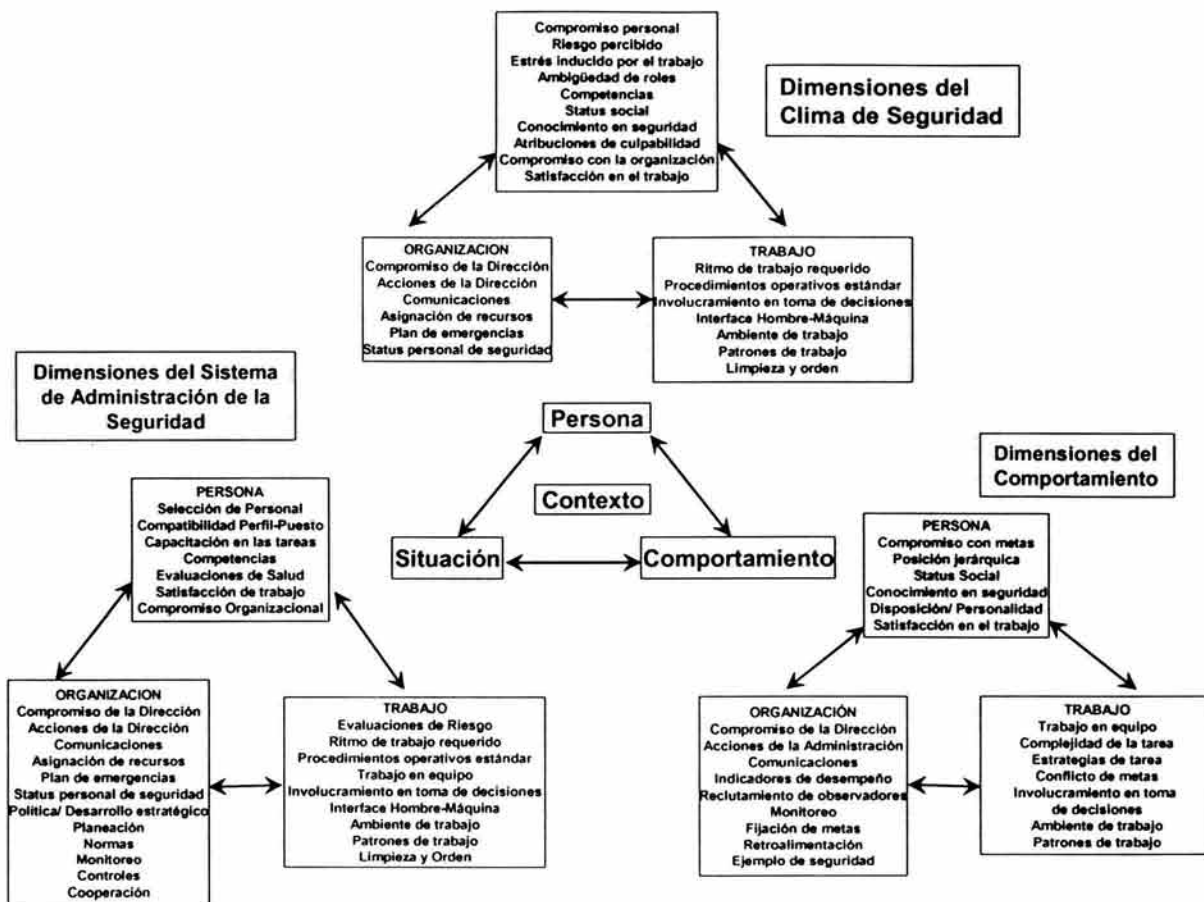 Compromiso personal
Riesgo percibido
Estrés inducido por el trabajo
Ambigüedad de roles
Competencias
Status social
Conocimiento en seguridad
Atribuciones de culpabilidad
Compromiso con la organización
Satisfacción en el trabajo
Dimensiones del
Clima de Seguridad
ORGANIZACION
Compromiso de la Dirección
Acciones de la Dirección
Comunicaciones
Asignación de recursos
Plan de emergencias
Status personal de seguridad
TRABAJO
Ritmo de trabajo requerido
Procedimientos operativos estándar
Involucramiento en toma de decisiones
Interface Hombre-Máquina
Ambiente de trabajo
Patrones de trabajo
Limpieza y orden
Dimensiones del Sistema
de Administración de la
Seguridad
Persona
Contexto
Situación
Comportamiento
Dimensiones del
Comportamiento
PERSONA
Selección de Personal
Compatibilidad Perfil-Puesto
Capacitación en las tareas
Competencias
Evaluaciones de Salud
Satisfacción de trabajo
Compromiso Organizacional
ORGANIZACION
Compromiso de la Dirección
Acciones de la Dirección
Comunicaciones
Asignación de recursos
Plan de emergencias
Status personal de seguridad
Política/ Desarrollo estratégico
Planeación
Normas
Monitoreo
Controles
Cooperación
TRABAJO
Evaluaciones de Riesgo
Ritmo de trabajo requerido
Procedimientos operativos estándar
Trabajo en equipo
Involucramiento en toma de decisiones
Interface Hombre-Máquina
Ambiente de trabajo
Patrones de trabajo
Limpieza y Orden
PERSONA
Compromiso con metas
Posición jerárquica
Status Social
Conocimiento en seguridad
Disposición/ Personalidad
Satisfacción en el trabajo
ORGANIZACIÓN
Compromiso de la Dirección
Acciones de la Administración
Comunicaciones
Indicadores de desempeño
Reclutamiento de observadores
Monitoreo
Fijación de metas
Retroalimentación
Ejemplo de seguridad
TRABAJO
Trabajo en equipo
Complejidad de la tarea
Estrategias de tarea
Conflicto de metas
Involucramiento en toma
de decisiones
Ambiente de trabajo
Patrones de trabajo